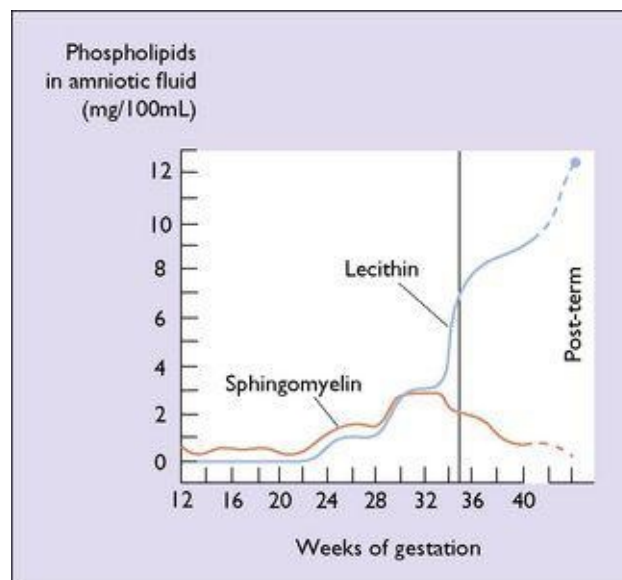 Phospholipids
in amniotic fluid
(mg/100mL)
12
10
8
6
4
2
0
Lecithin
Sphingomyelin
Post-term
12 16 20 24 28 32 36 40
Weeks of gestation